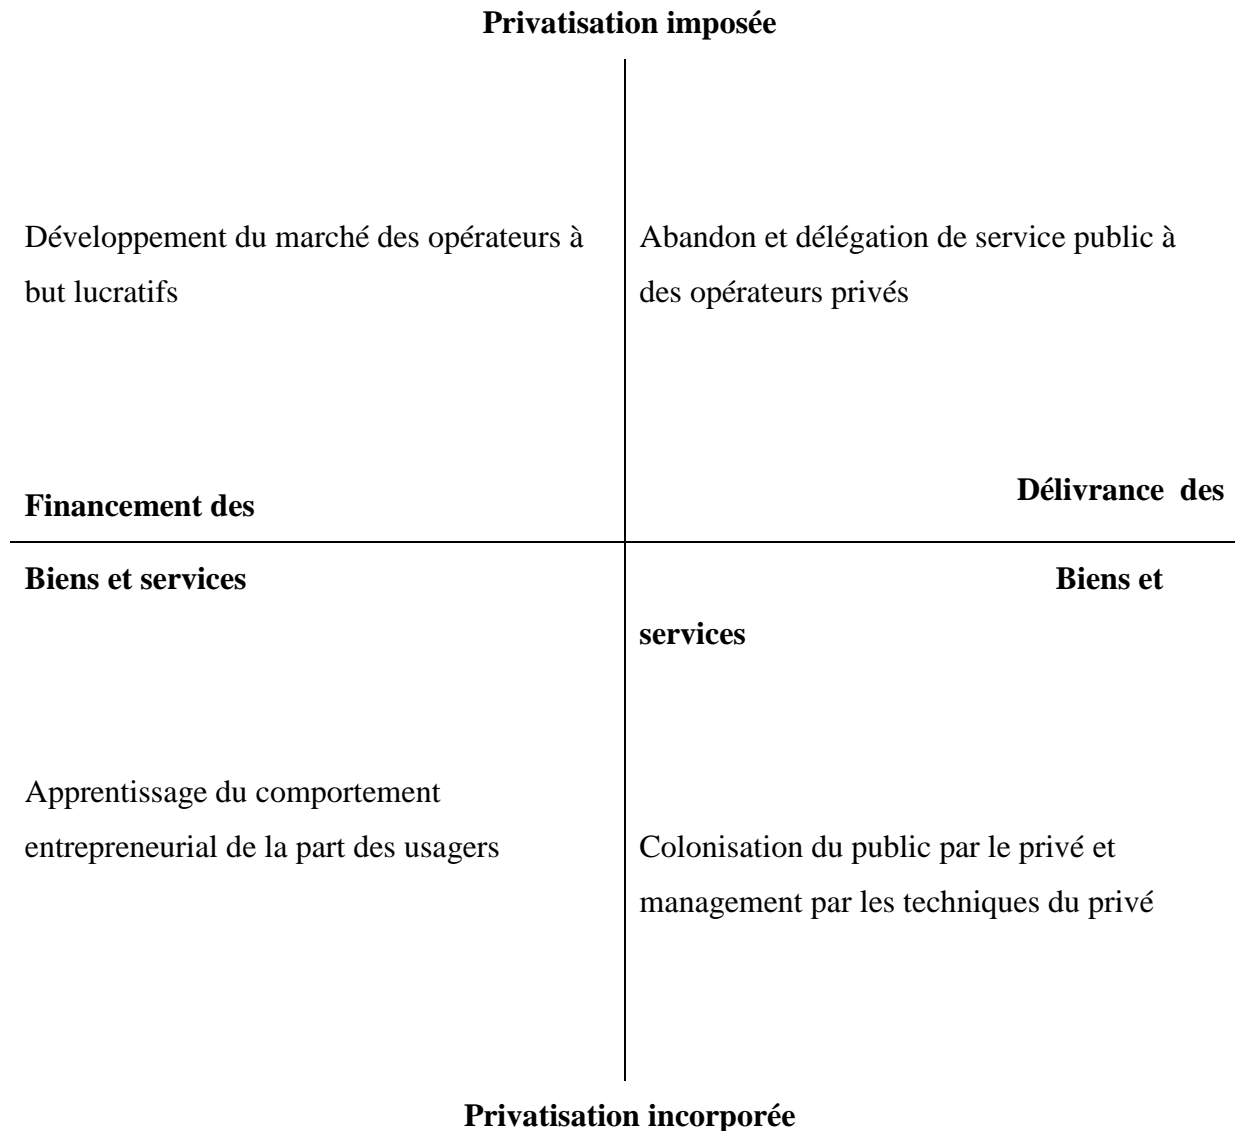 Privatisation imposée
Développement du marché des opérateurs à
but lucratifs
Abandon et délégation de service public à
des opérateurs privés
Financement des
Délivrance des
Biens et services
Biens et
services
Apprentissage du comportement
entrepreneurial de la part des usagers
Colonisation du public par le privé et
management par les techniques du privé
Privatisation incorporée